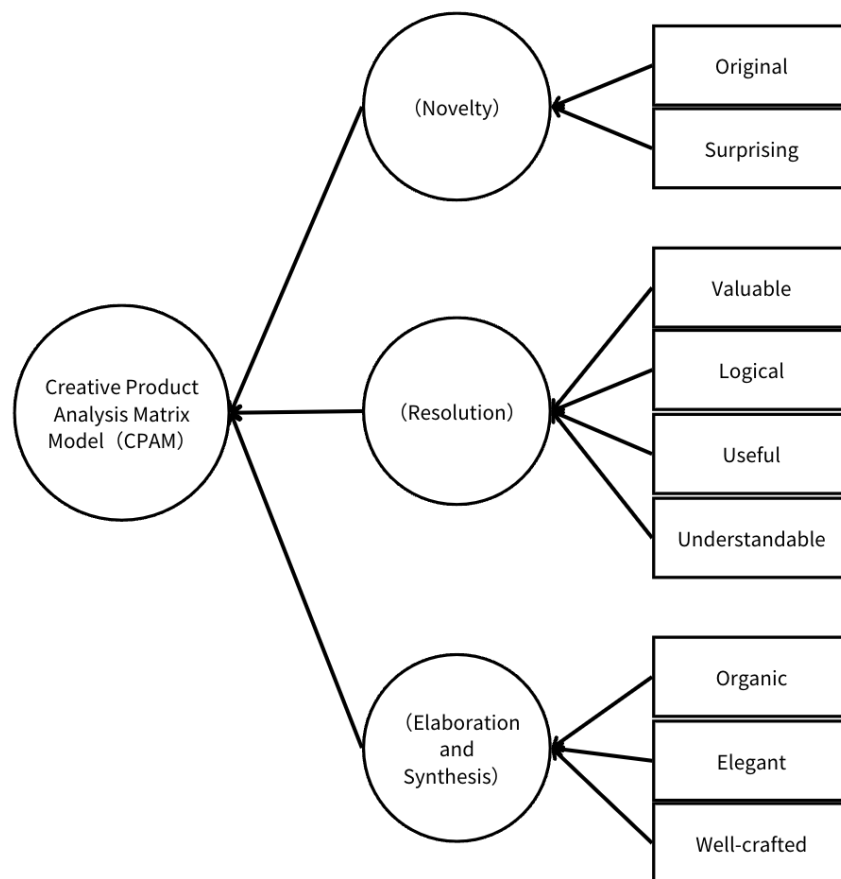 （Novelty）
Original
Surprising
Creative Product
Analysis Matrix
Model（CPAM）
（Resolution）
Valuable
Logical
Useful
Understandable
（Elaboration
and
Synthesis）
Organic
Elegant
Well-crafted